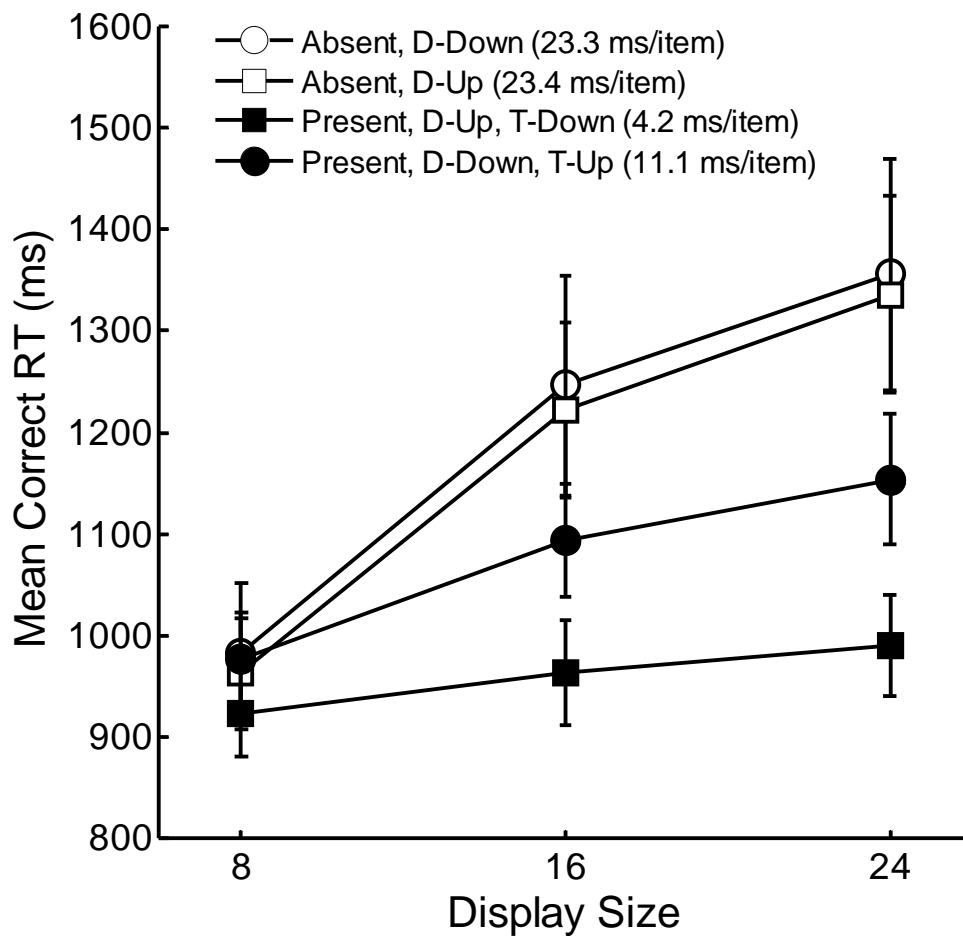 1600
1500
1400
1300
1200
1100
1000
900
800
Mean Correct RT (ms)
Absent, D-Down (23.3 ms/item)
Absent, D-Up (23.4 ms/item)
Present, D-Up, T-Down (4.2 ms/item)
Present, D-Down, T-Up (11.1 ms/item)
8 16 24
Display Size